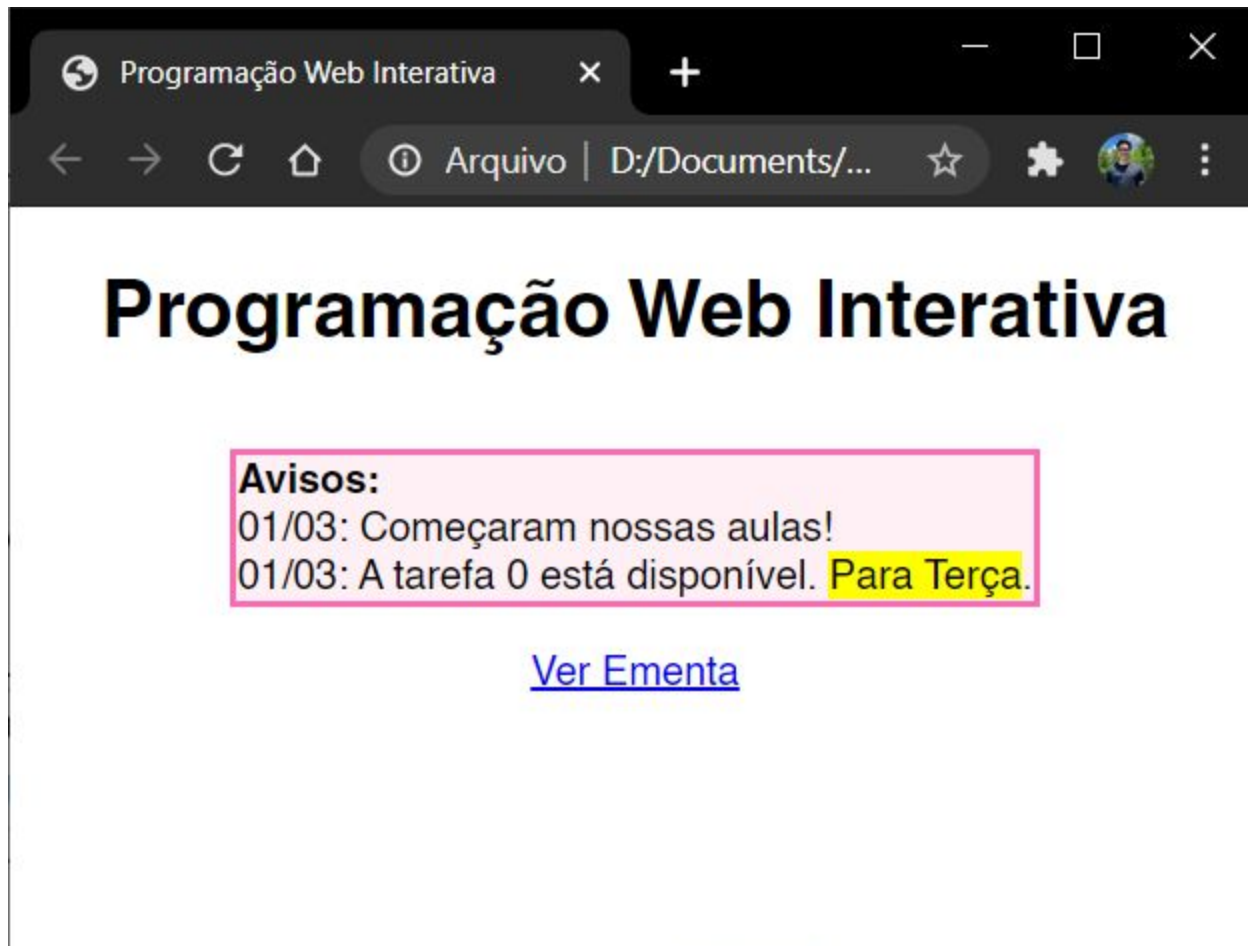 Programação Web Interativa
Arquivo | D:/Documents/...
Programação Web Interativa
Avisos:
01/03: Começaram nossas aulas!
01/03: A tarefa 0 está disponível. Para Terça.
Ver Ementa